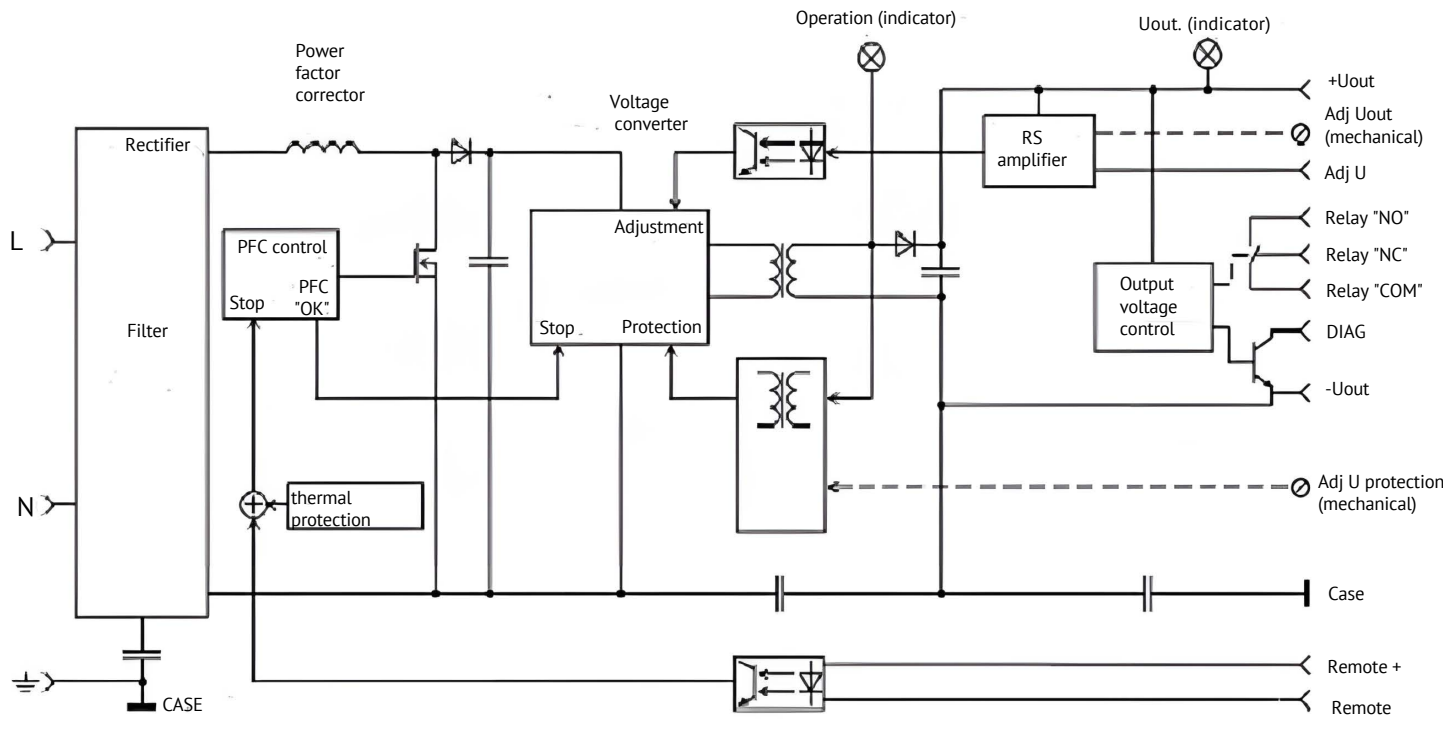 Operation (indicator)
Uout. (indicator)
Power
factor
corrector
Voltage
converter
+Uout
Adj Uout
(mechanical)
Rectifier
RS
amplifier
Adj U
L
PFC control
PFC
"OK"
Stop
Adjustment
Relay "NO"
Relay "NC"
Relay "COM"
Output
voltage
control
Filter
Stop
Protection
DIAG
-Uout
N
thermal
protection
Adj U protection
(mechanical)
Case
CASE
Remote +
Remote